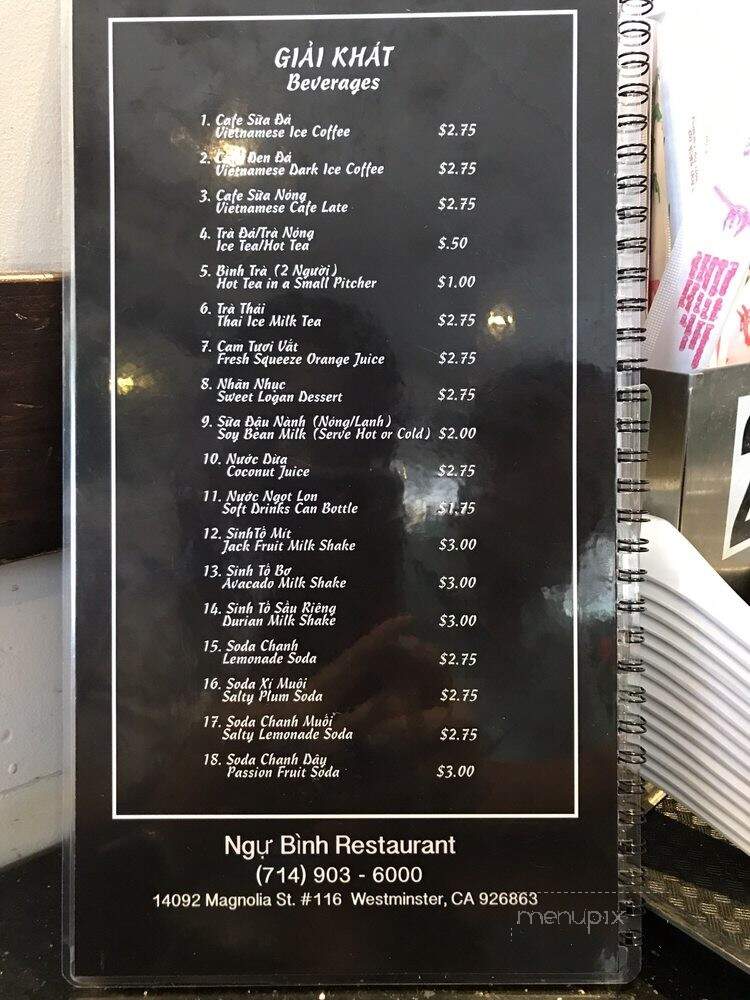 GIẢI KHÁT
Beverages
1. Cafe Sữa Đá
Vietnamese Ice Coffee $2.75
2. Đen Đá
Vietnamese Dark Ice Coffee $2.75
3. Cafe Sữa Nóng
Vietnamese Cafe Late $2.75
4. Trà Đá/Trà Nóng
Ice Tea/Hot Tea $.50
5. Bình Trà (2 Người)
Hot Tea in a Small Pitcher $1.00
6. Trà Thái
Thai Ice Milk Tea $2.75
7. Cam Tươi Vắt
Fresh Squeeze Orange Juice $2.75
8. Nhãn Nhục
Sweet Logan Dessert $2.75
9. Sữa Đậu Nành (Nóng/Lanh)
Soy Bean Milk (Serve Hot or Cold) $2.00
10. Nước Dừa
Coconut Juice $2.75
11. Nước Ngọt Lon
Soft Drinks Can Bottle $1.75
12. SinhTố Mít
Jack Fruit Milk Shake $3.00
13. Sinh Tố Bơ
Avacado Milk Shake $3.00
14. Sinh Tố Sầu Riêng
Durian Milk Shake $3.00
15. Soda Chanh
Lemonade Soda $2.75
16. Soda Xí Muội
Salty Plum Soda $2.75
17. Soda Chanh Muối
Salty Lemonade Soda $2.75
18. Soda Chanh Dây
Passion Fruit Soda $3.00
Ngự Bình Restaurant
(714) 903 - 6000
14092 Magnolia St. #116 Westminster, CA 926863
menupix